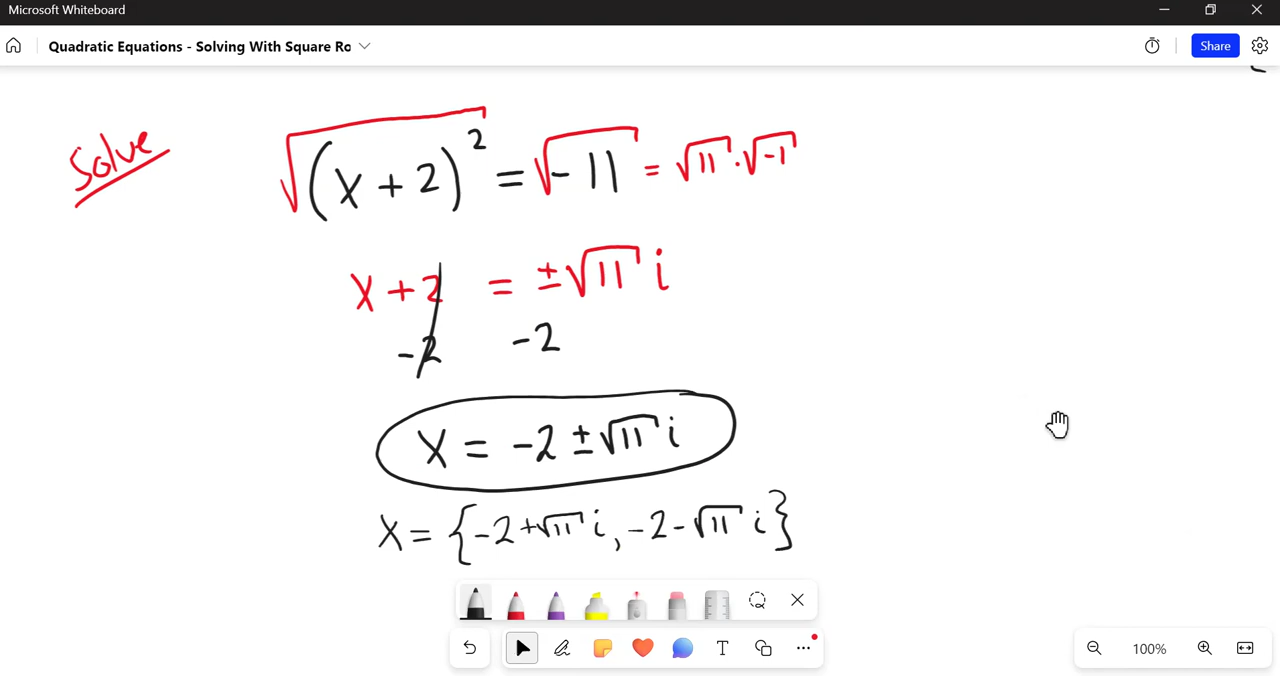 Microsoft Whiteboard
Quadratic Equations - Solving With Square Ro
Share
Solve
√(x+2)² = √-11 = √11 · √-1
x + 2 = ±√11 i
-2 -2
x = -2 ± √11 i
x = {-2+√11 i, -2-√11 i}
T
100%